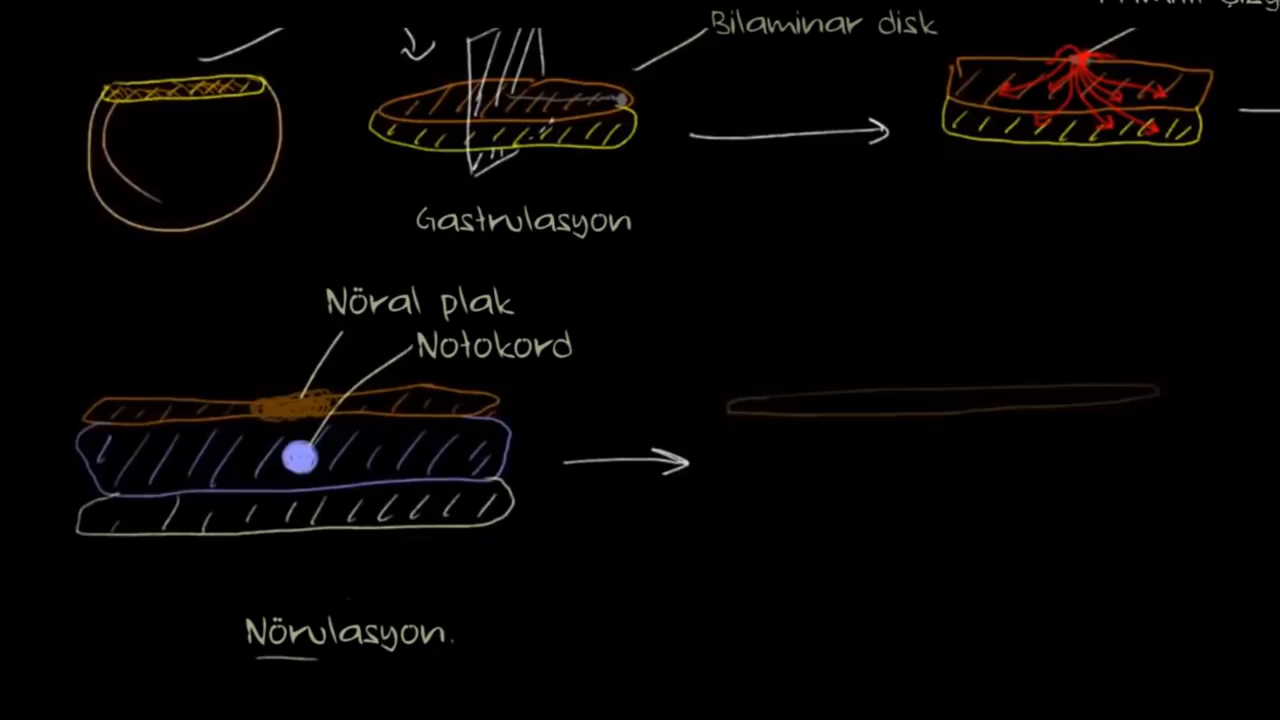 Bilaminar disk
Gastrulasyon
Nöral plak
Notokord
Nörulasyon.